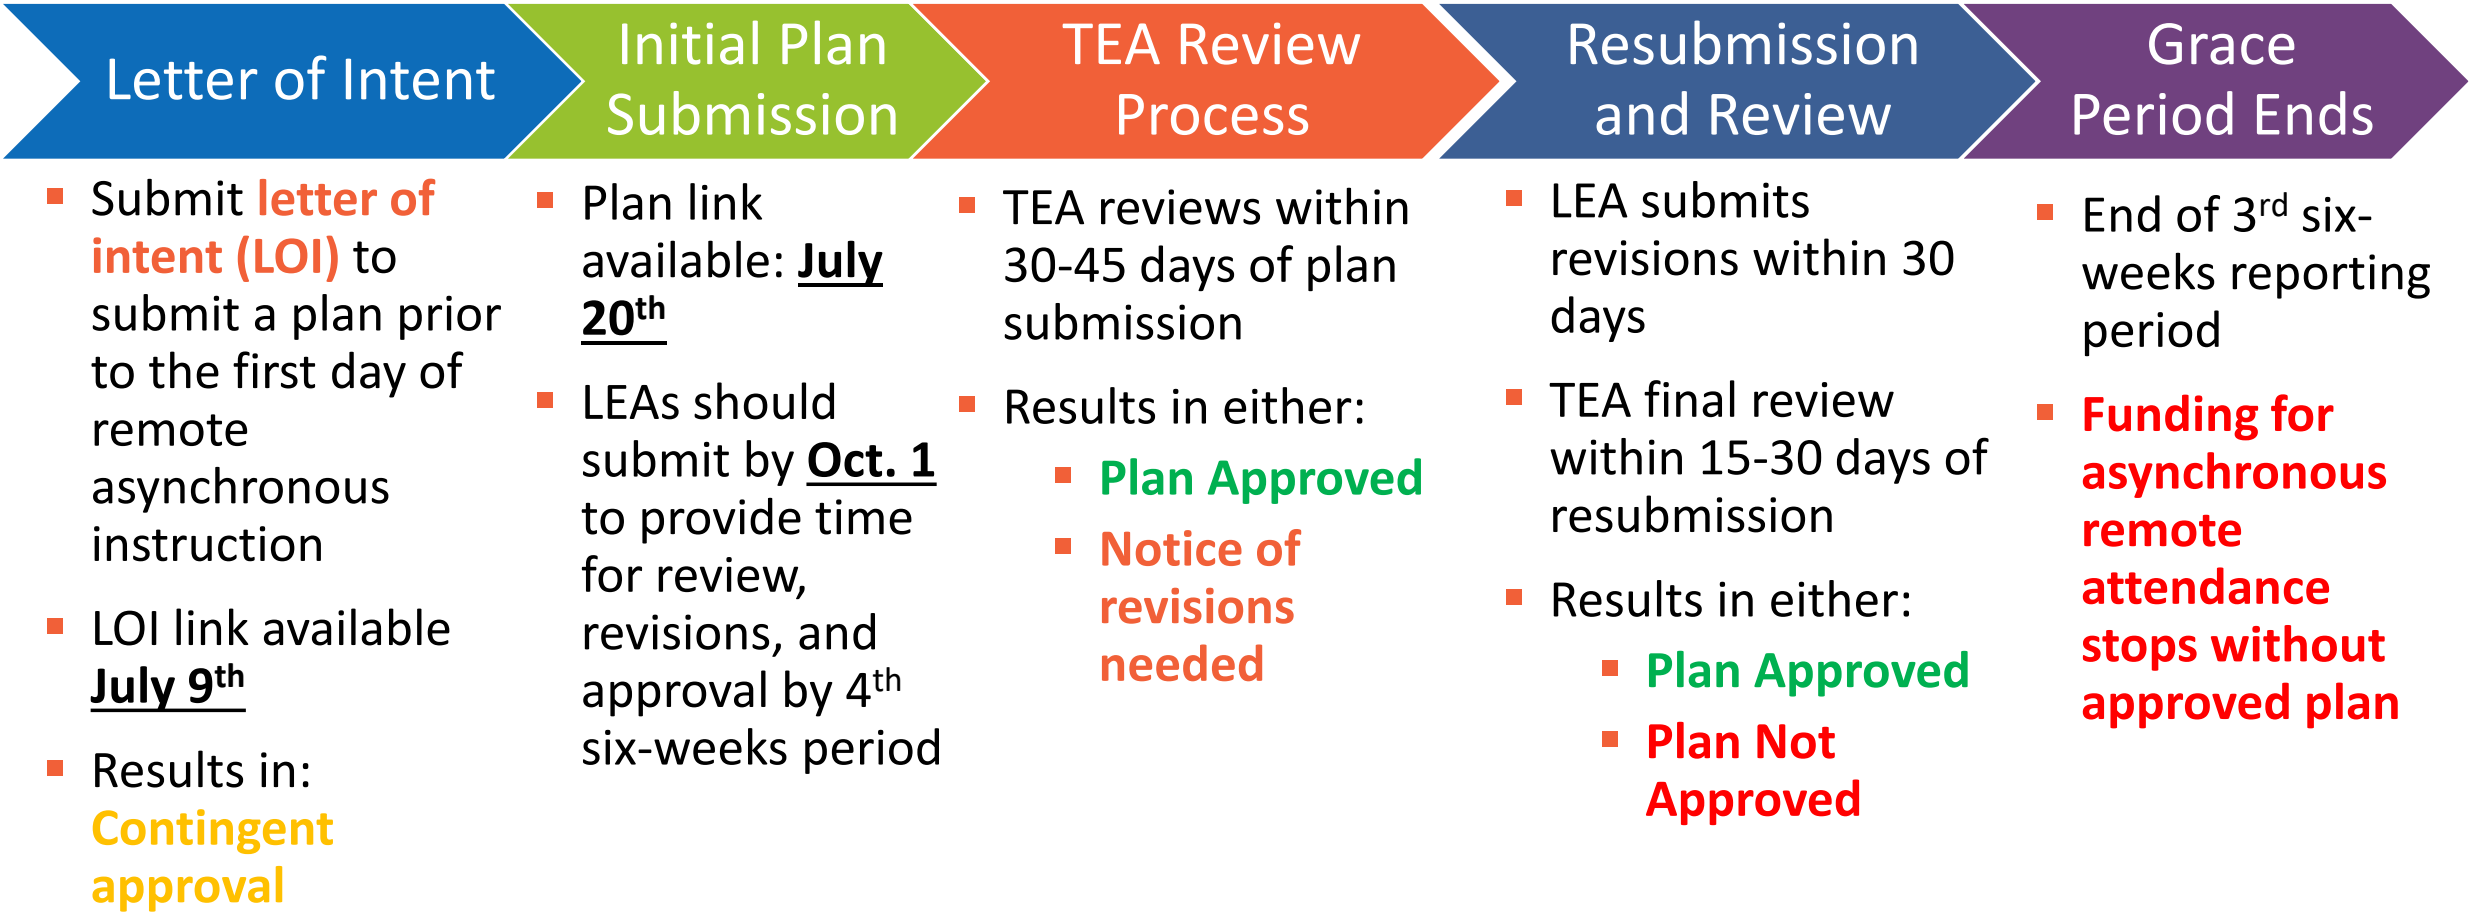 Letter of Intent
Initial Plan
Submission
TEA Review
Process
Resubmission
and Review
Grace
Period Ends
Submit letter of
intent (LOI) to
submit a plan prior
to the first day of
remote
asynchronous
instruction
LOI link available
July 9th
Results in:
Contingent
approval
Plan link
available: July
20th
LEAs should
submit by Oct. 1
to provide time
for review,
revisions, and
approval by 4th
six-weeks period
TEA reviews within
30-45 days of plan
submission
Results in either:
Plan Approved
Notice of
revisions
needed
LEA submits
revisions within 30
days
TEA final review
within 15-30 days of
resubmission
Results in either:
Plan Approved
Plan Not
Approved
End of 3rd six-
weeks reporting
period
Funding for
asynchronous
remote
attendance
stops without
approved plan